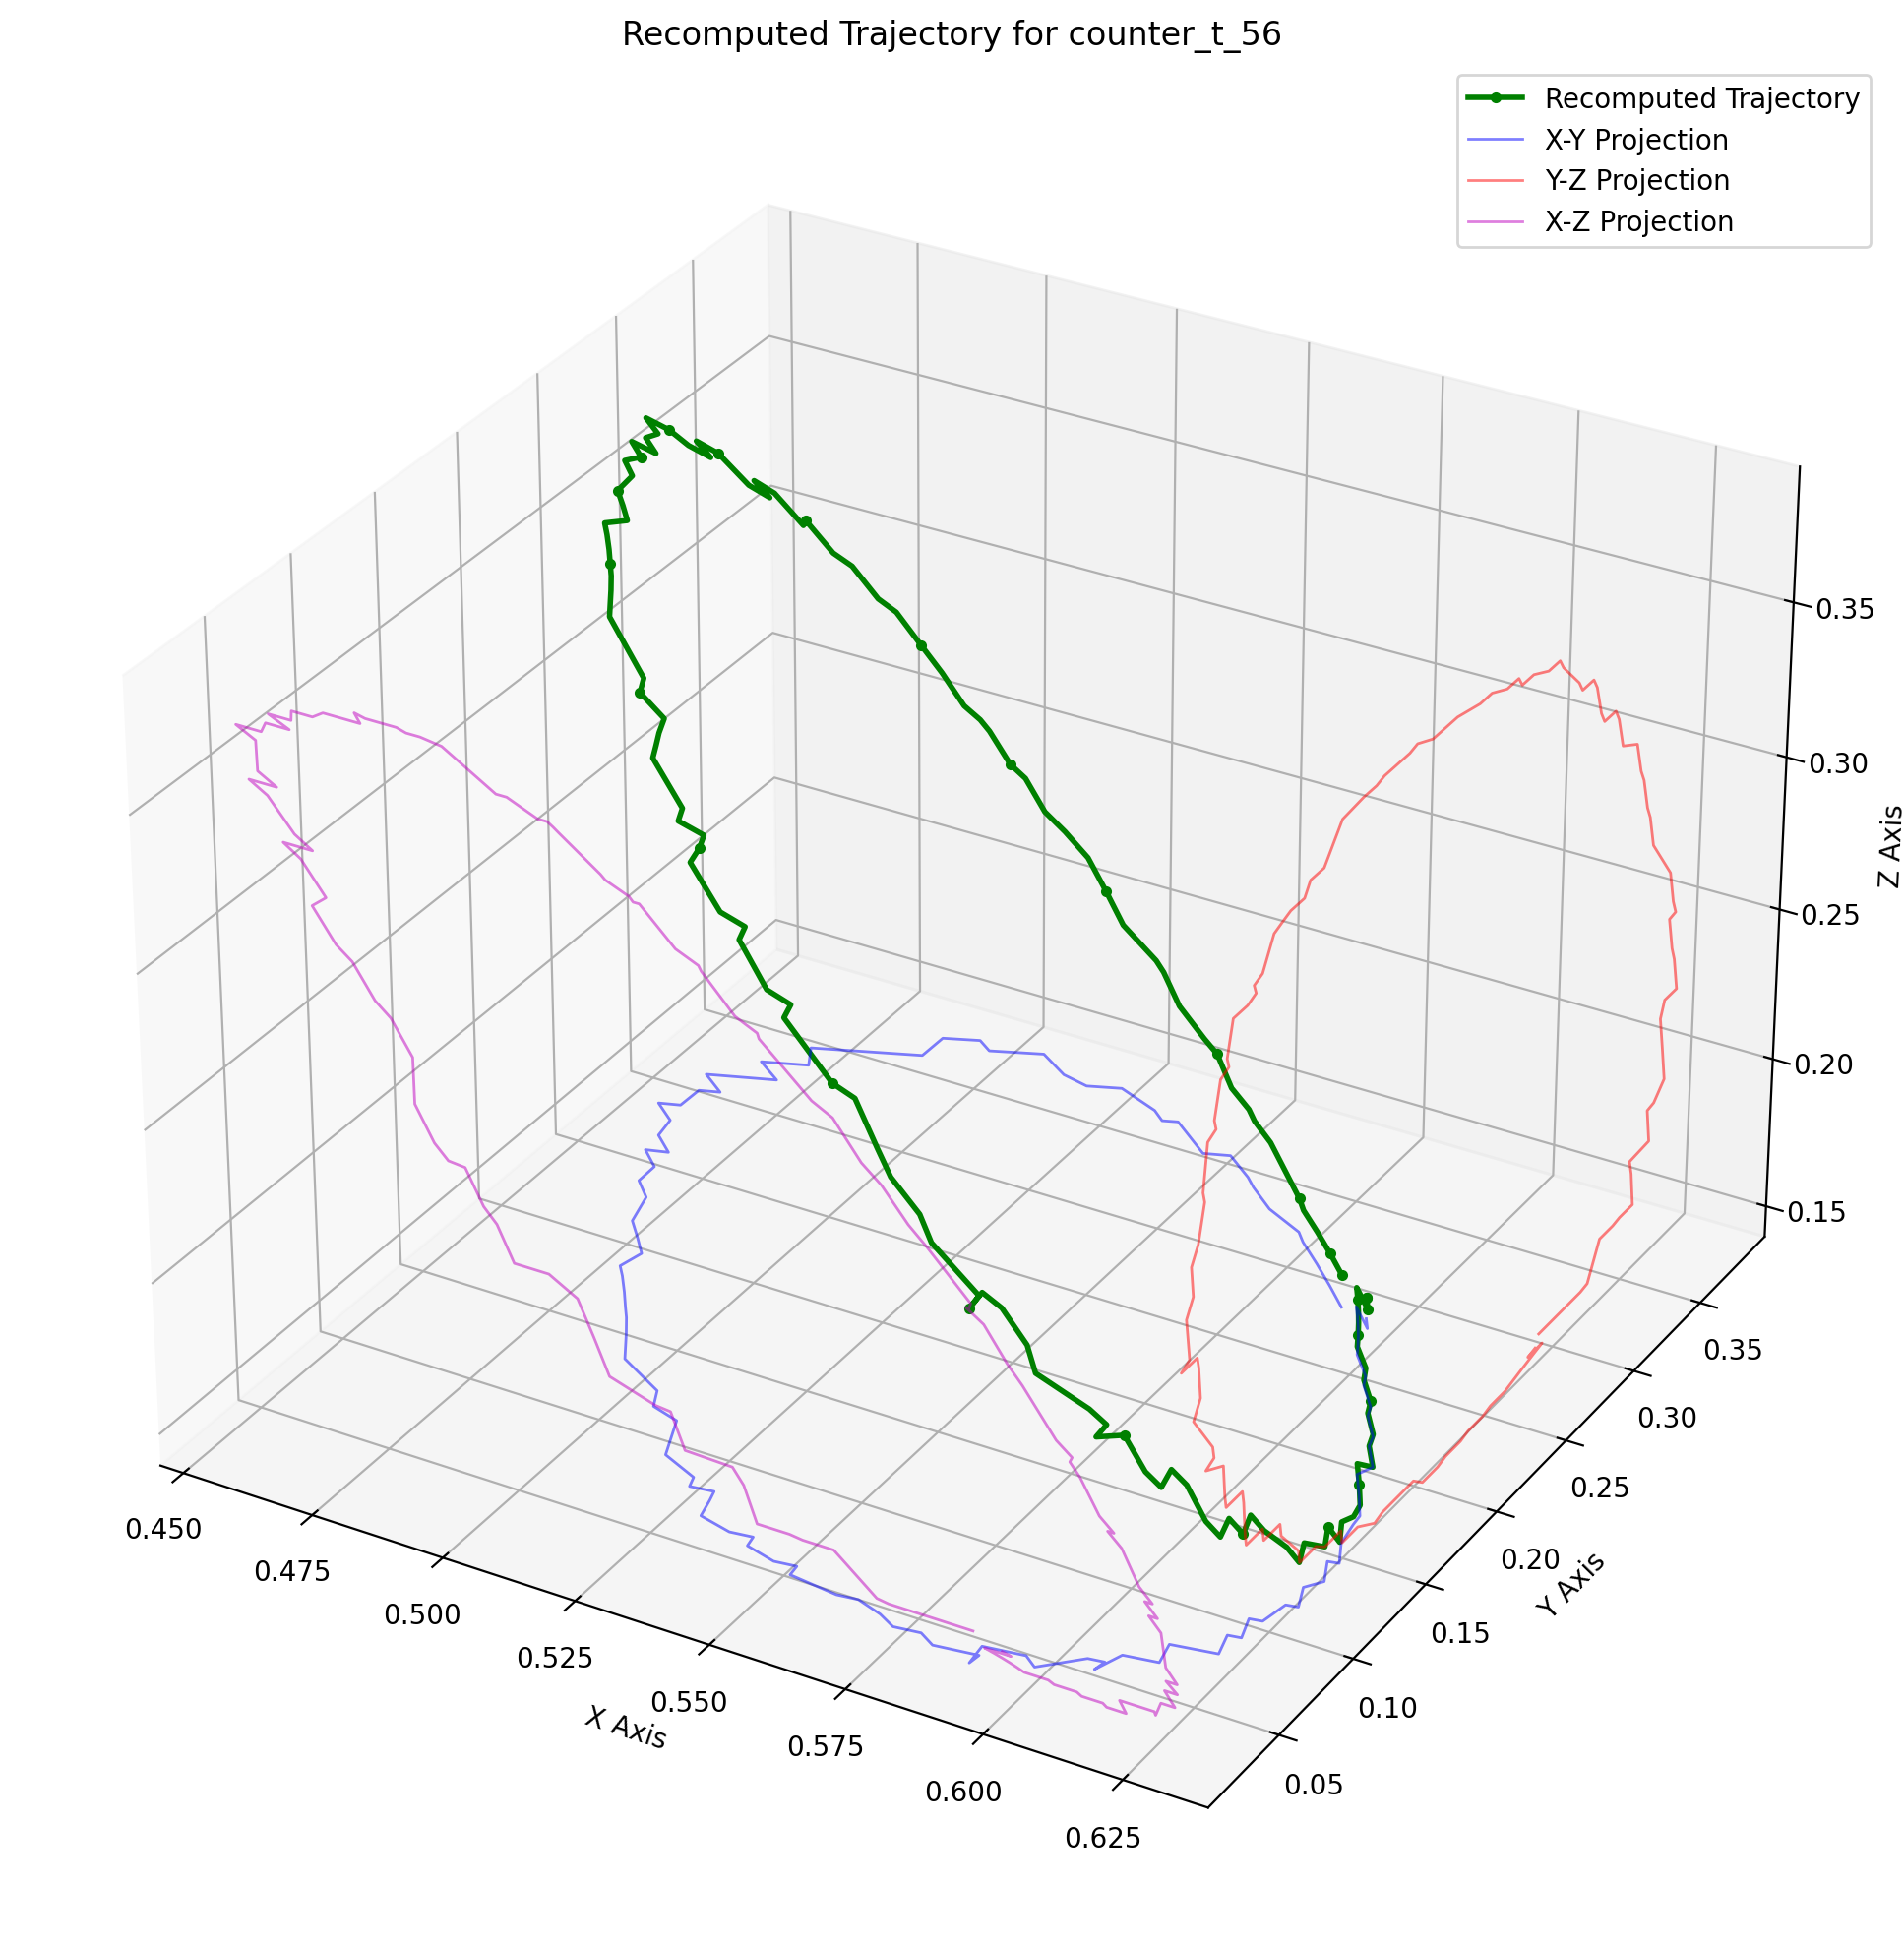 Recomputed Trajectory for counter_t_56
Recomputed Trajectory
X-Y Projection
Y-Z Projection
X-Z Projection
0.35
0.30
0.25
0.20
0.15
Z Axis
0.35
0.30
0.25
0.20
0.15
0.10
0.05
Y Axis
0.450
0.475
0.500
0.525
0.550
0.575
0.600
0.625
X Axis